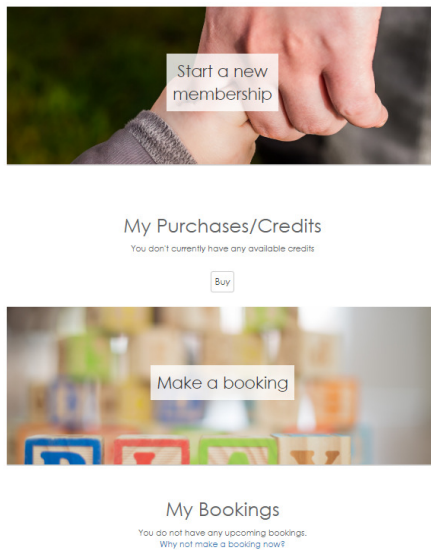 Start a new
membership
My Purchases/Credits
You don't currently have any available credits
Buy
Make a booking
PLAY
My Bookings
You do not have any upcoming bookings.
Why not make a booking now?